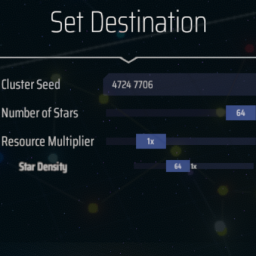 Set Destination
Cluster Seed 4724 7706
Number of Stars 64
Resource Multiplier 1x
Star Density 64 1x